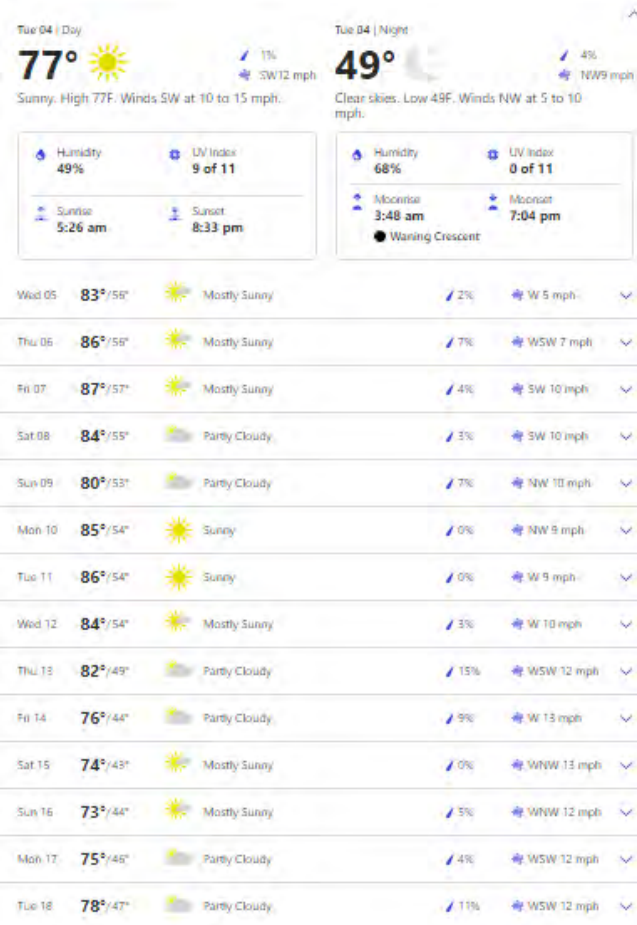 Tue 04 | Day
77°
1%
SW12 mph
Sunny. High 77F. Winds SW at 10 to 15 mph.
Humidity
49%
UV Index
9 of 11
Sunrise
5:26 am
Sunset
8:33 pm
Tue 04 | Night
49°
4%
NW9 mph
Clear skies. Low 49F. Winds NW at 5 to 10
mph.
Humidity
68%
UV Index
0 of 11
Moonrise
3:48 am
Waning Crescent
Moonset
7:04 pm
Wed 05 83°/56° Mostly Sunny 2% W 5 mph
Thu 06 86°/56° Mostly Sunny 7% WSW 7 mph
Fri 07 87°/57° Mostly Sunny 4% SW 10 mph
Sat 08 84°/55° Partly Cloudy 3% SW 10 mph
Sun 09 80°/53° Partly Cloudy 7% NW 10 mph
Mon 10 85°/54° Sunny 0% NW 9 mph
Tue 11 86°/54° Sunny 0% W 9 mph
Wed 12 84°/54° Mostly Sunny 3% W 10 mph
Thu 13 82°/49° Partly Cloudy 15% WSW 12 mph
Fri 14 76°/44° Partly Cloudy 9% W 13 mph
Sat 15 74°/43° Mostly Sunny 0% WNW 13 mph
Sun 16 73°/44° Mostly Sunny 5% WNW 12 mph
Mon 17 75°/46° Partly Cloudy 4% WSW 12 mph
Tue 18 78°/47° Partly Cloudy 11% WSW 12 mph